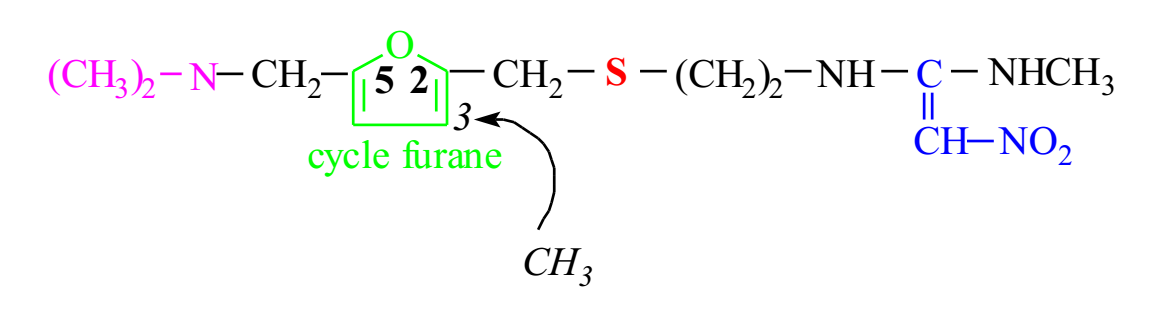 O
(CH₃)₂–N–CH₂– 5 2 –CH₂–S–(CH₂)₂–NH–C–NHCH₃
3
CH–NO₂
cycle furane
CH₃